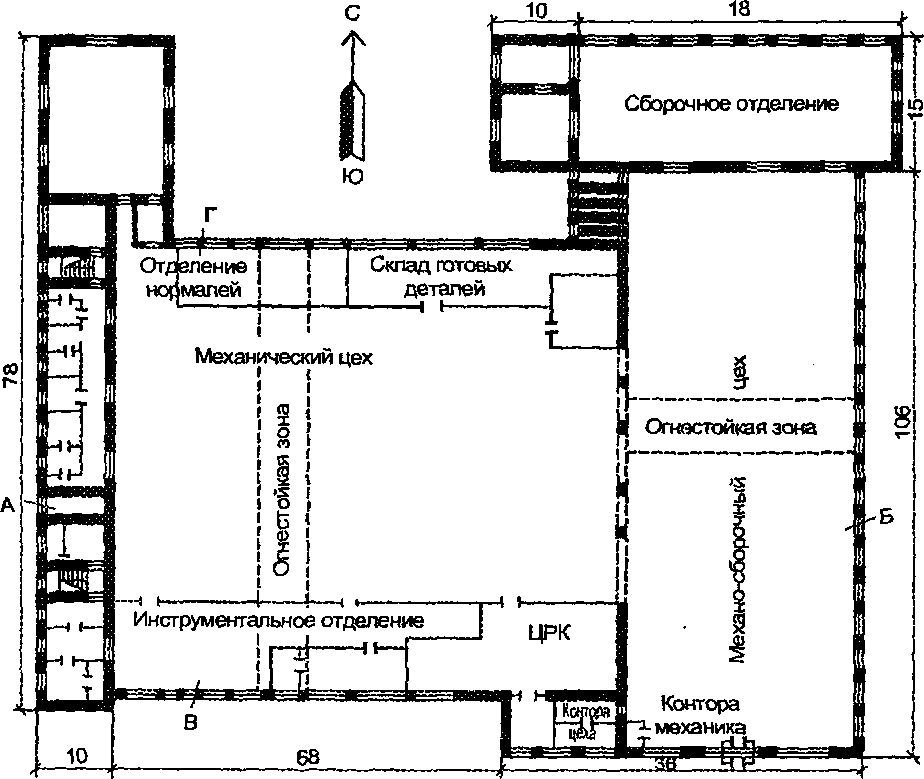 10
18
С
Сборочное отделение
15
Ю
Г
Отделение
нормалей
Склад готовых
деталей
Механический цех
78
цех
106
Огнестойкая зона
Огнестойкая зона
А
Б
Механо-сборочный
Инструментальное отделение
ЦРК
В
Контора
цеха
Контора
механика
10
68
38